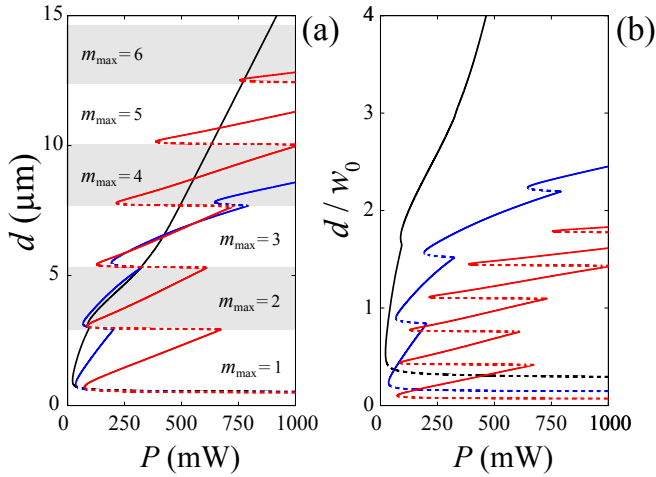 15
(a)
m_max = 6
m_max = 5
10
m_max = 4
d (μm)
m_max = 3
5
m_max = 2
m_max = 1
0
0 250 500 750 1000
P (mW)
4
(b)
3
d / w_0
2
1
0
0 250 500 750 1000
P (mW)